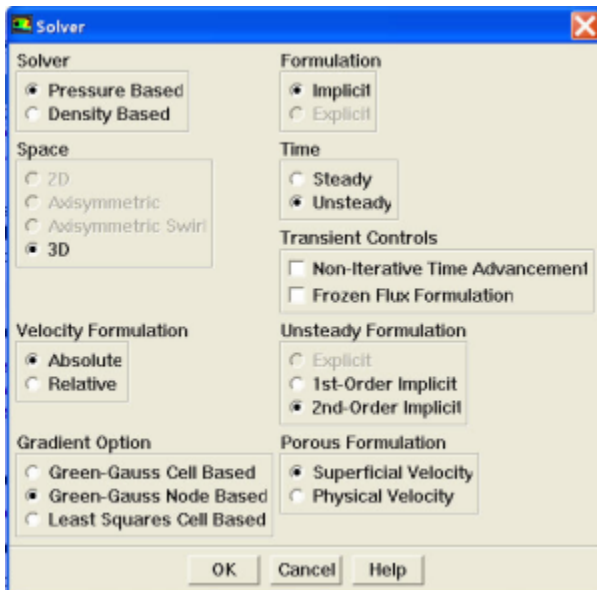 Solver
Solver
Pressure Based
Density Based
Space
2D
Axisymmetric
Axisymmetric Swirl
3D
Velocity Formulation
Absolute
Relative
Gradient Option
Green-Gauss Cell Based
Green-Gauss Node Based
Least Squares Cell Based
Formulation
Implicit
Explicit
Time
Steady
Unsteady
Transient Controls
Non-Iterative Time Advancement
Frozen Flux Formulation
Unsteady Formulation
Explicit
1st-Order Implicit
2nd-Order Implicit
Porous Formulation
Superficial Velocity
Physical Velocity
OK Cancel Help